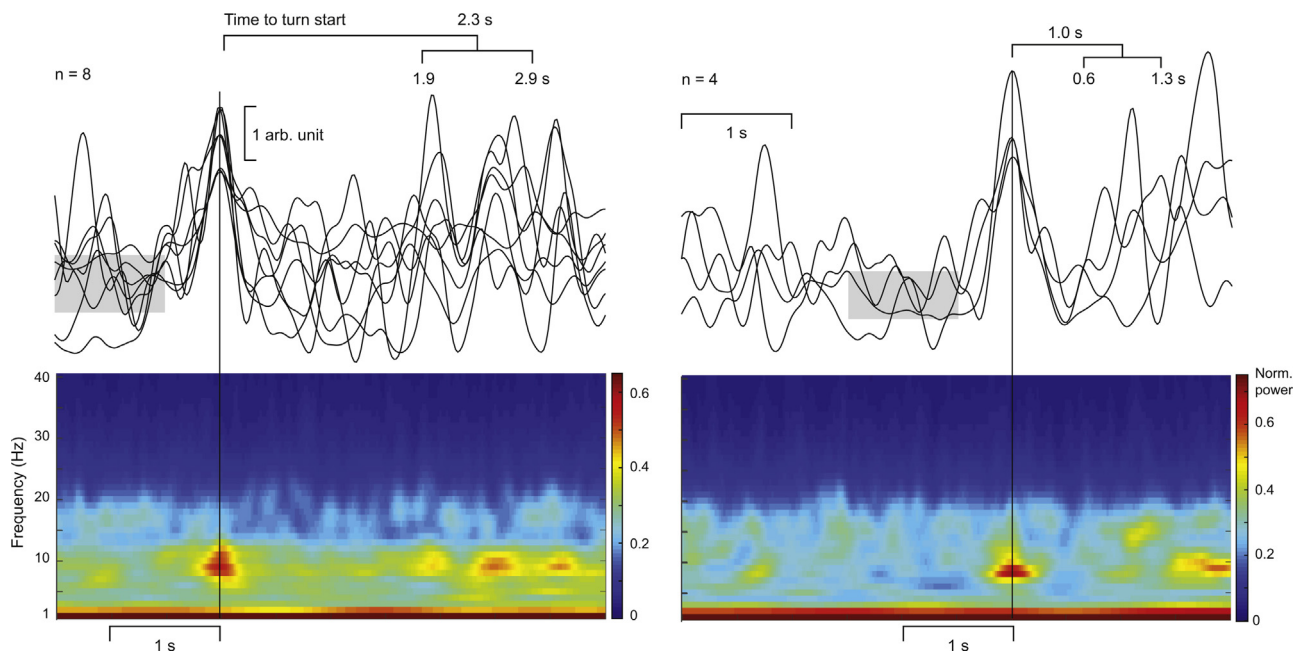 Time to turn start
2.3 s
n = 8
1.9
2.9 s
1 arb. unit
1.0 s
n = 4
0.6
1.3 s
1 s
40
30
20
10
1
Frequency (Hz)
0.6
0.4
0.2
0
1 s
Norm.
power
0.6
0.4
0.2
0
1 s